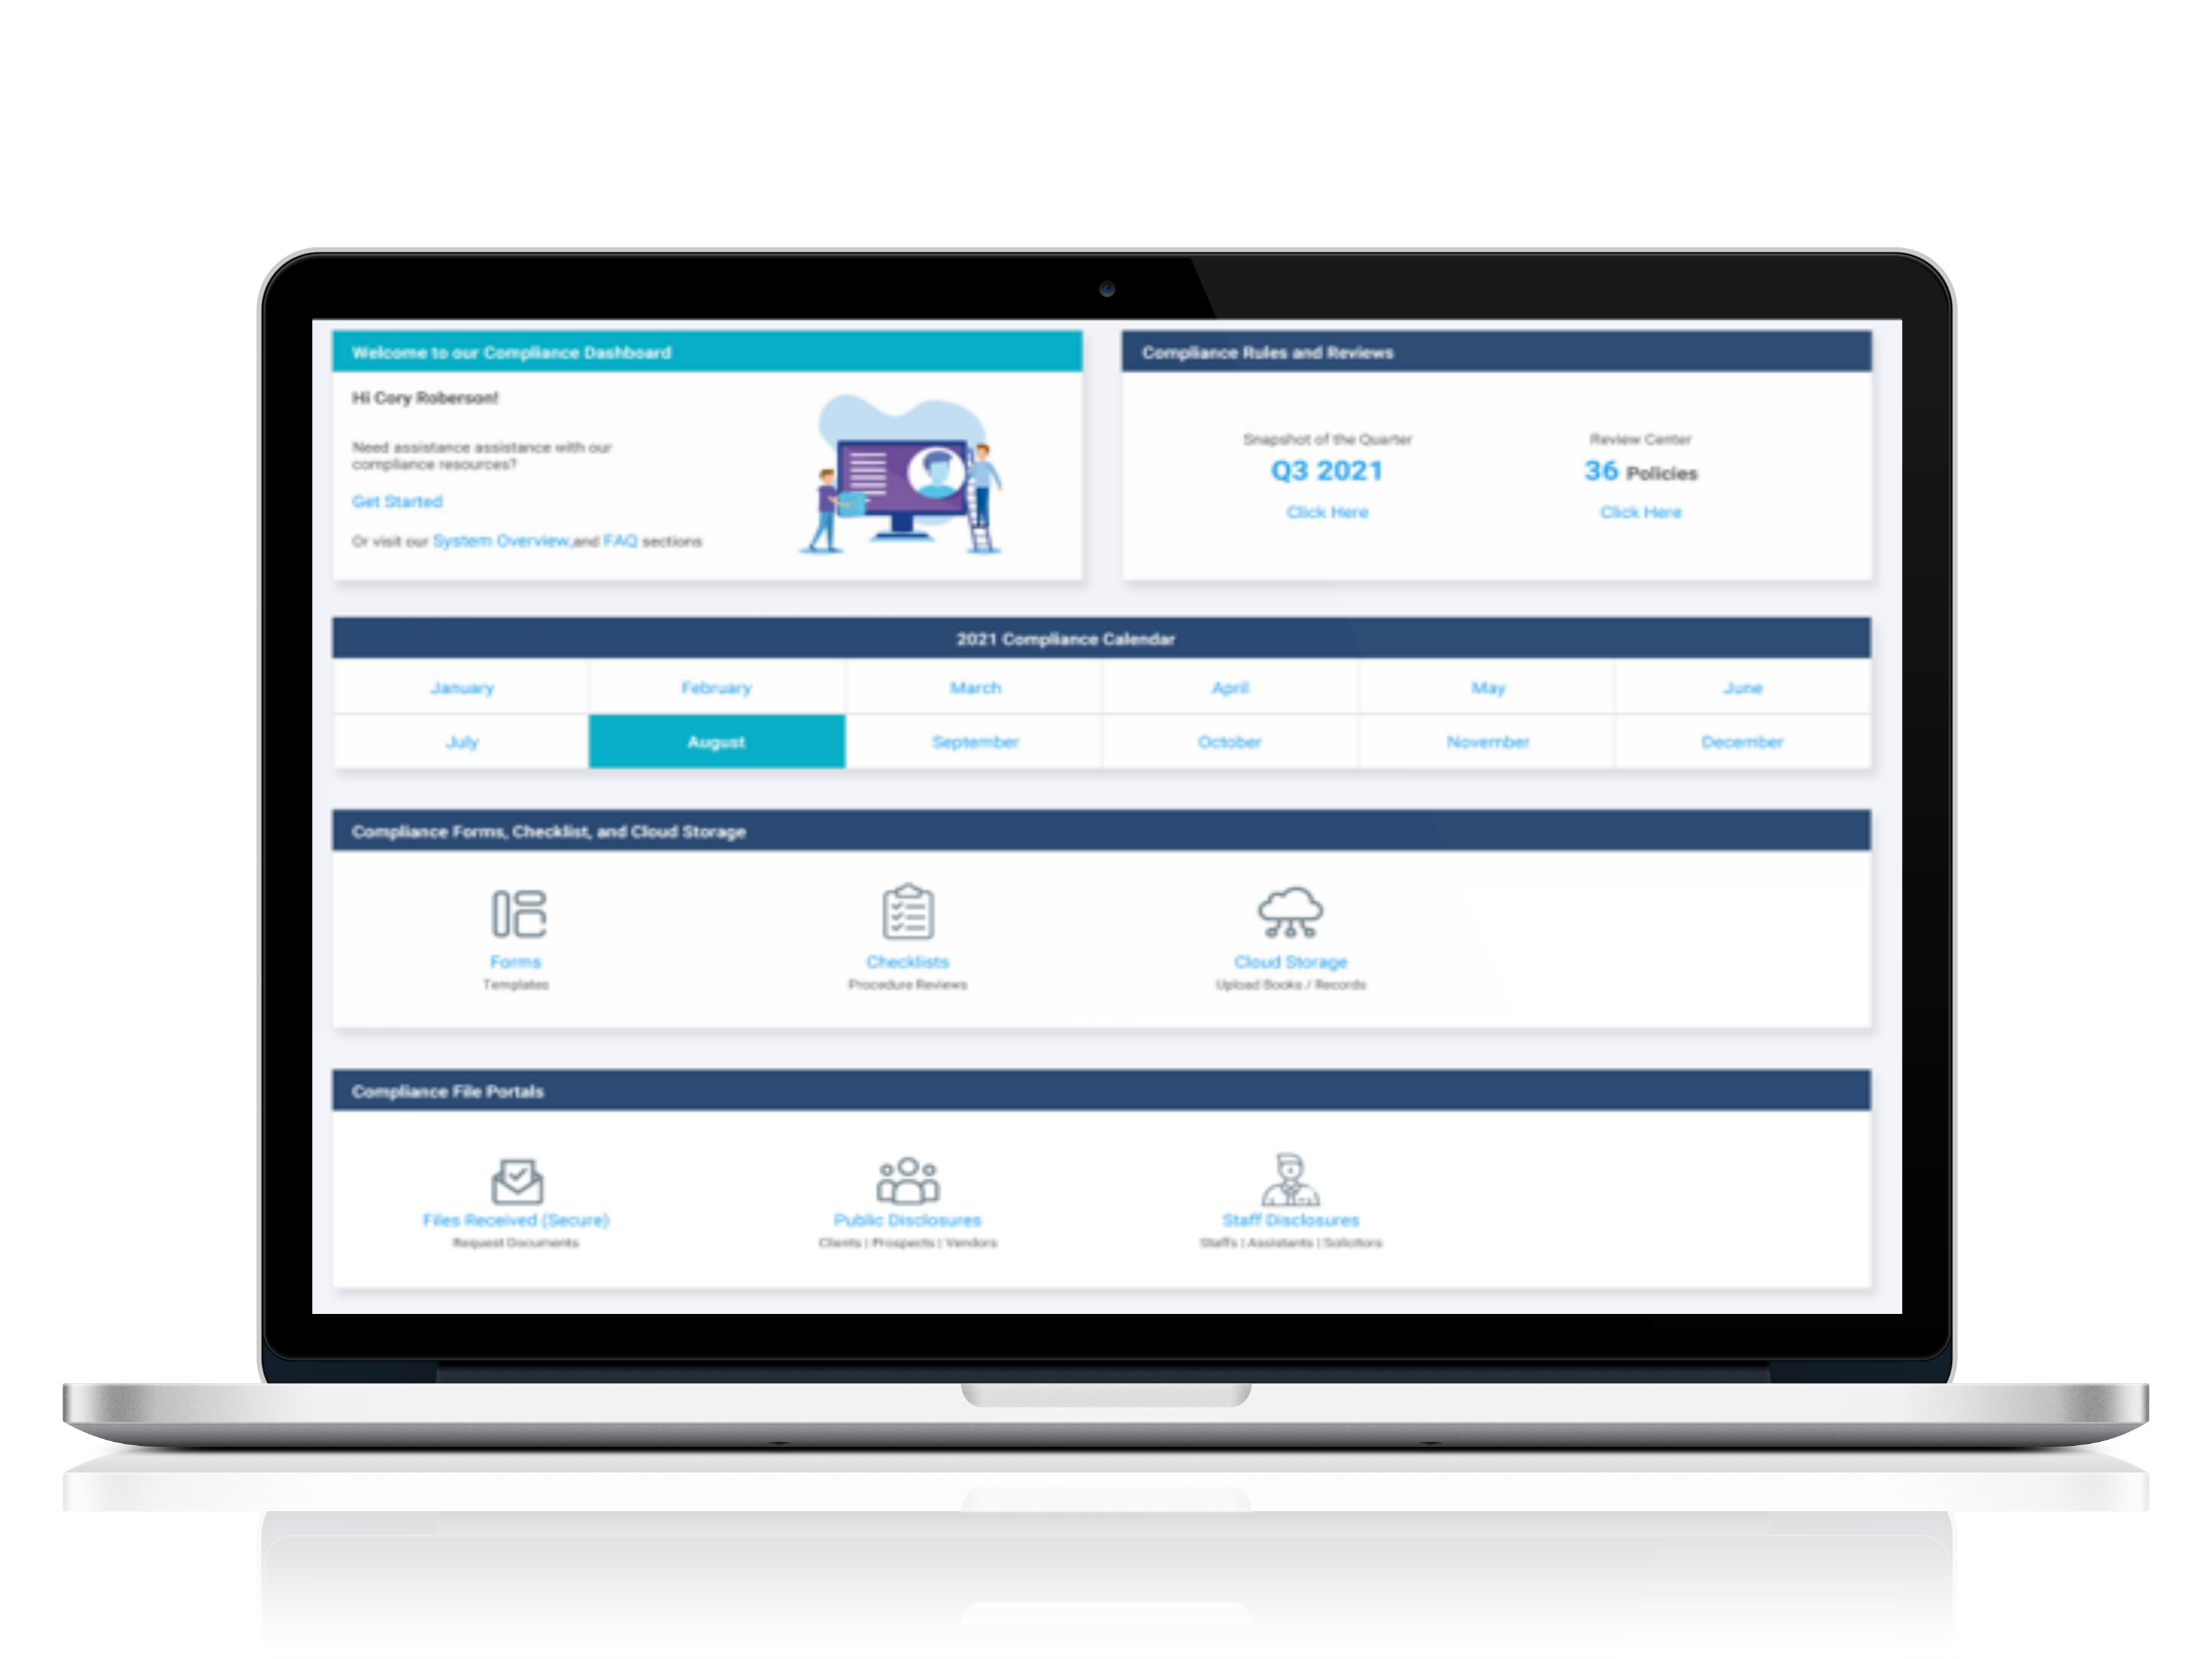 Welcome to our Compliance Dashboard
Hi Cory Roberson!
Need assistance assistance with our
compliance resources?
Get Started
Or visit our System Overview,and FAQ sections
Compliance Rules and Reviews
Snapshot of the Quarter
Q3 2021
Click Here
Review Center
36 Policies
Click Here
2021 Compliance Calendar
January February March April May June
July August September October November December
Compliance Forms, Checklist, and Cloud Storage
Forms
Templates
Checklists
Procedure Reviews
Cloud Storage
Upload Books / Records
Compliance File Portals
Files Received (Secure)
Request Documents
Public Disclosures
Clients | Prospects | Vendors
Staff Disclosures
Staffs | Assistants | Solicitors